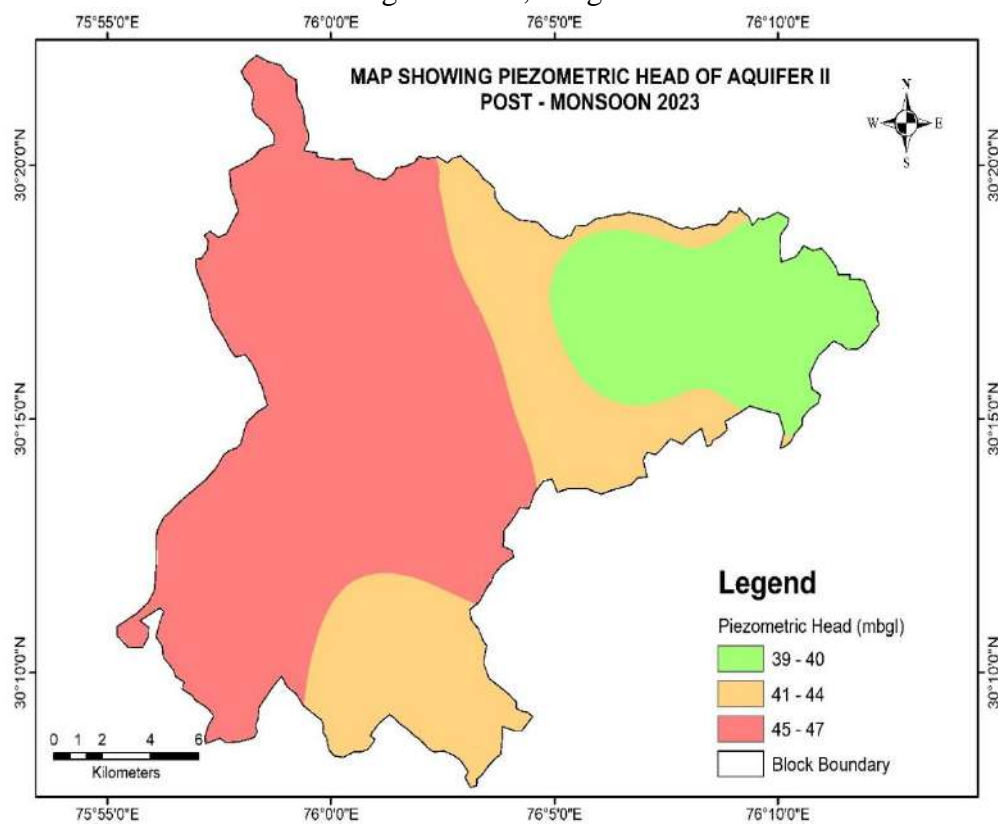 75°55'0"E 76°0'0"E 76°5'0"E 76°10'0"E
MAP SHOWING PIEZOMETRIC HEAD OF AQUIFER II
POST - MONSOON 2023
N
W E
S
30°20'0"N 30°20'0"N
30°15'0"N 30°15'0"N
30°10'0"N 30°10'0"N
Legend
Piezometric Head (mbgl)
39 - 40
41 - 44
45 - 47
Block Boundary
0 1 2 4 6
Kilometers
75°55'0"E 76°0'0"E 76°5'0"E 76°10'0"E